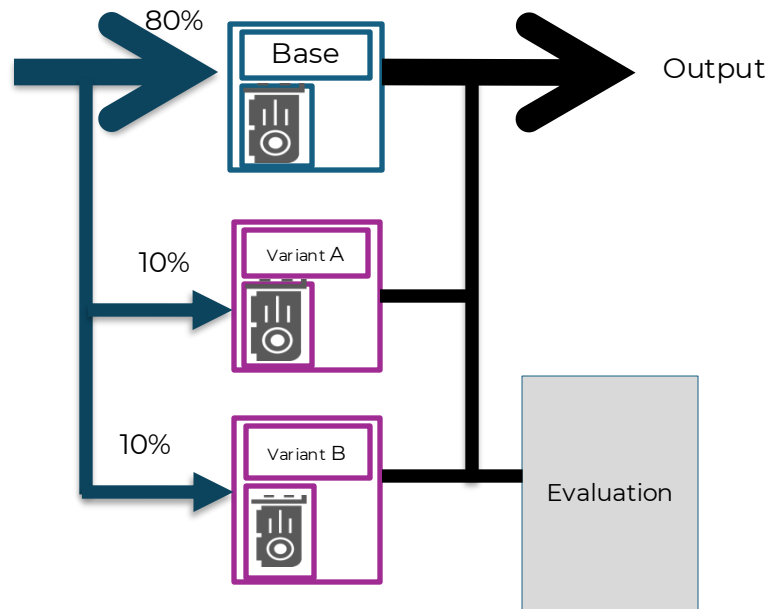 80%
Base
Output
10%
Variant A
10%
Variant B
Evaluation